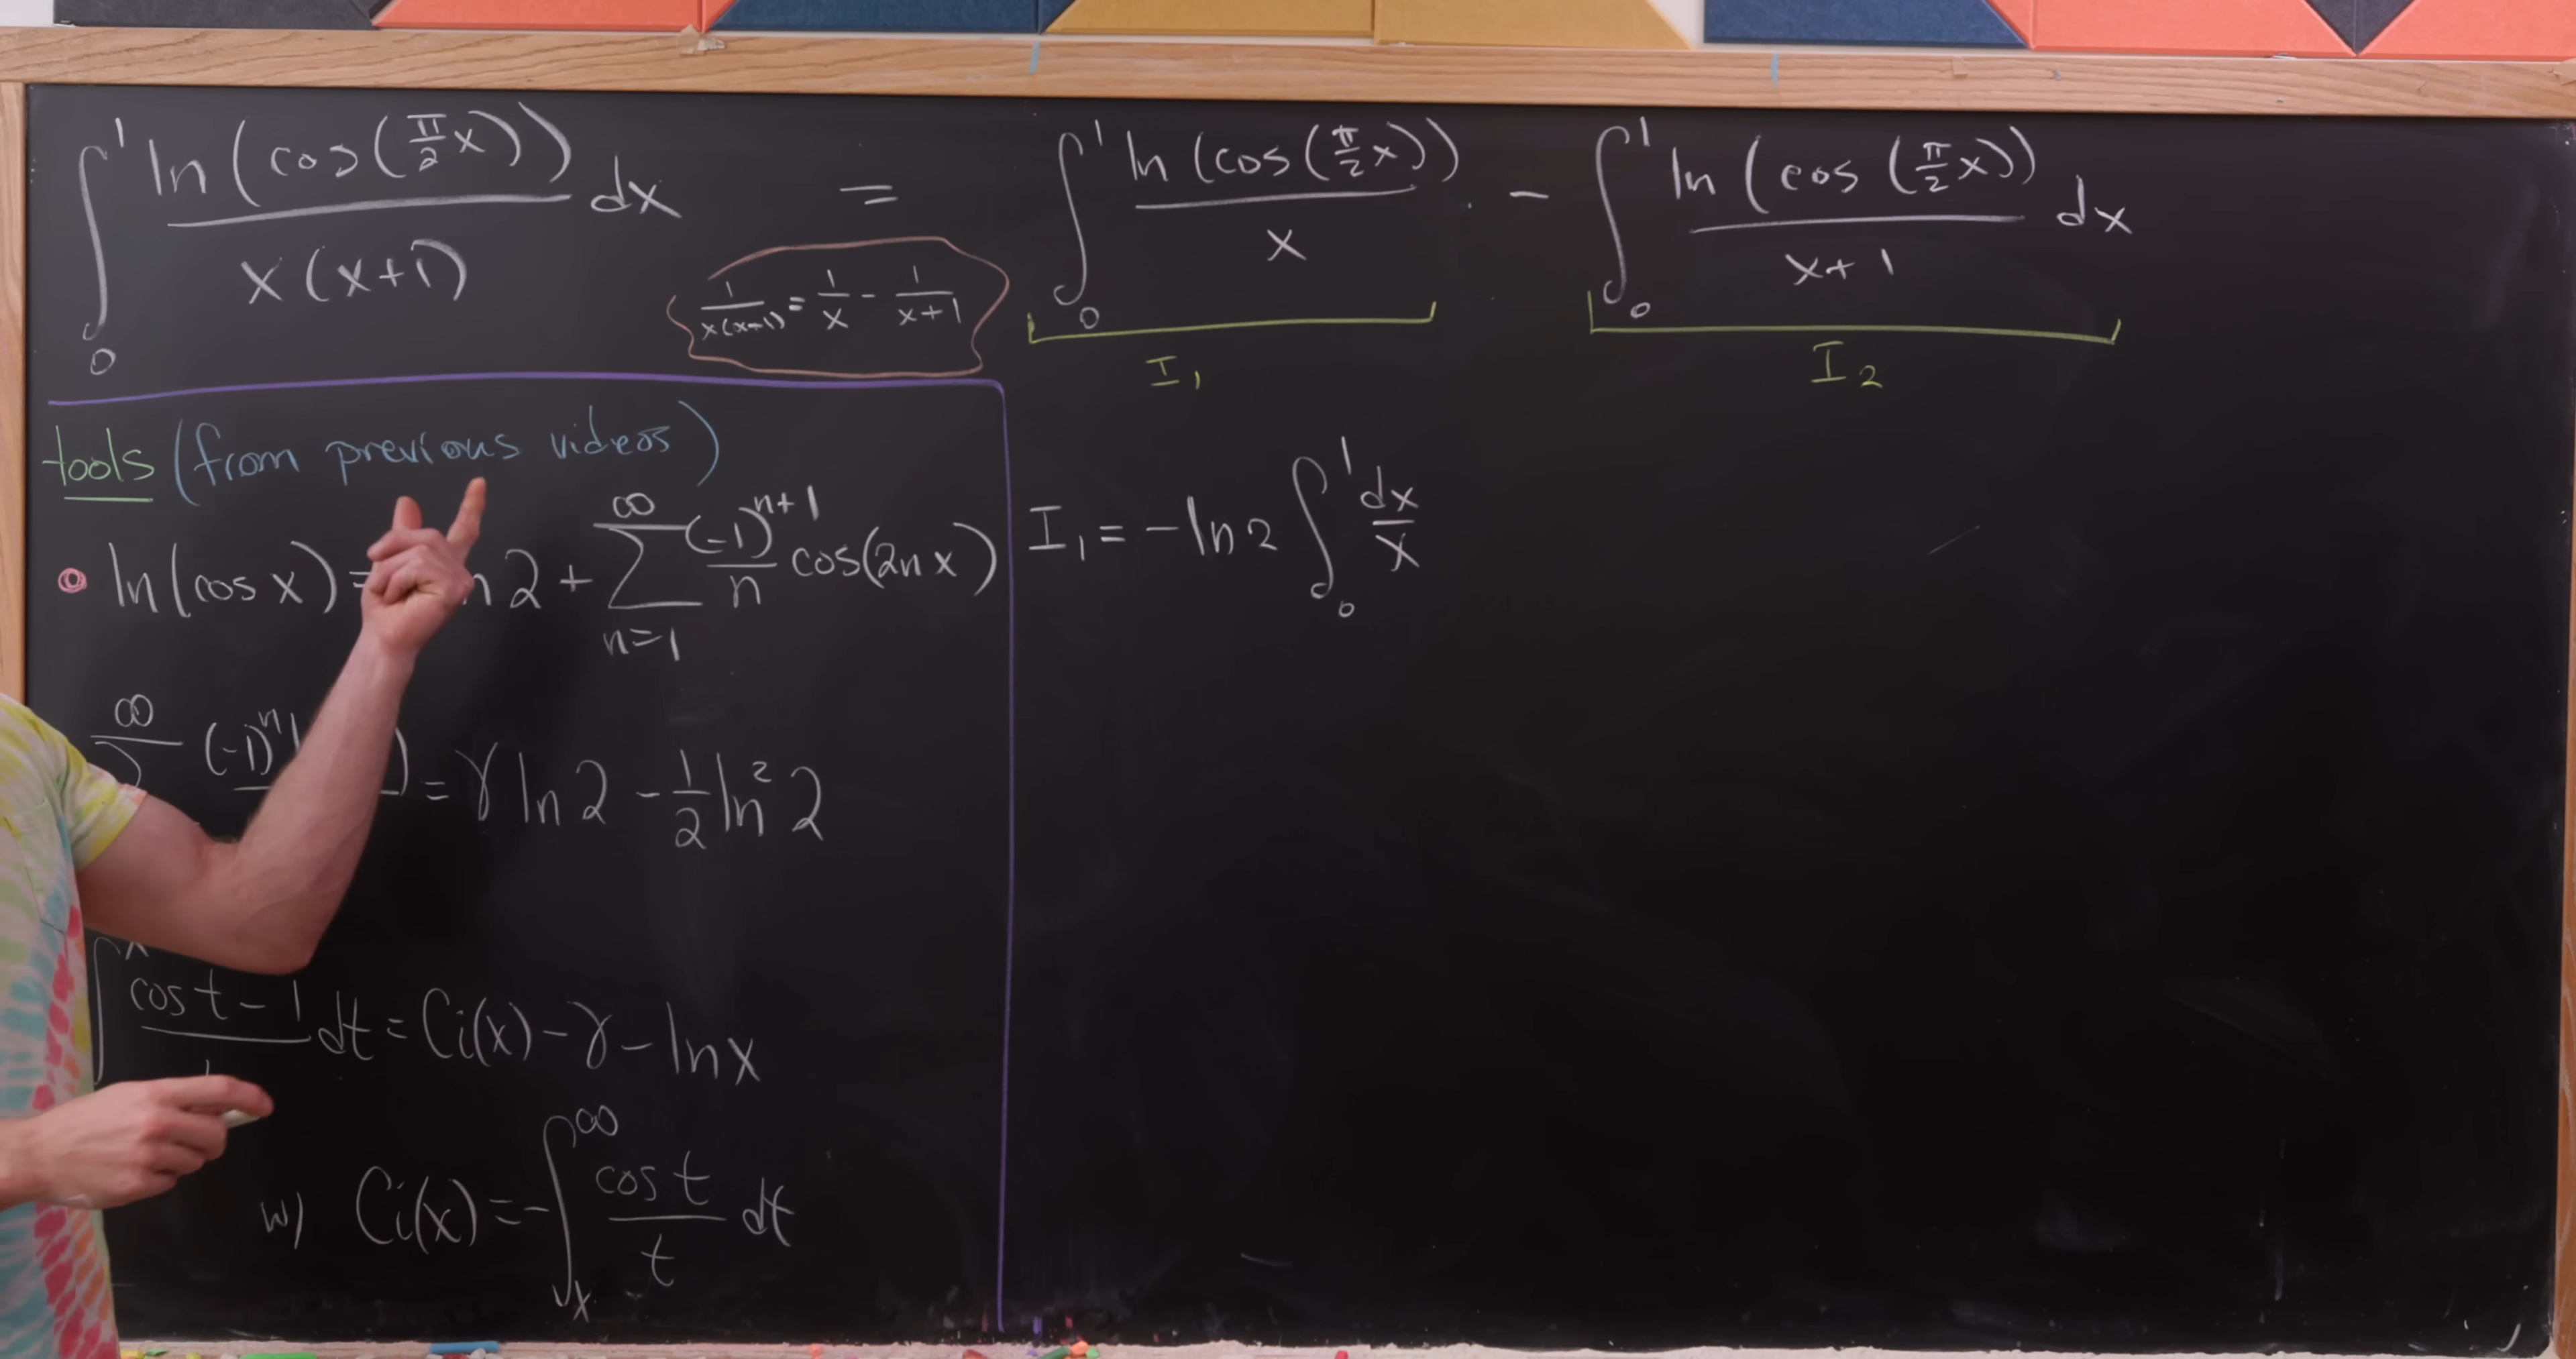 ∫₀¹ ln(cos(π/2 x)) / x(x+1) dx = ∫₀¹ ln(cos(π/2 x)) / x - ∫₀¹ ln(cos(π/2 x)) / x+1 dx
1/x(x+1) = 1/x - 1/x+1
I₁ I₂
tools (from previous videos)
ln(cos x) = n 2 + ∑_{n=1}^{∞} (-1)^{n+1}/n cos(2nx)
I₁ = -ln 2 ∫₀¹ dx/x
∞ (-1)^n ) = γ ln 2 - 1/2 ln² 2
∫ cos t - 1 dt = Ci(x) - γ - ln x
w/ Ci(x) = -∫ₓ^∞ cos t / t dt